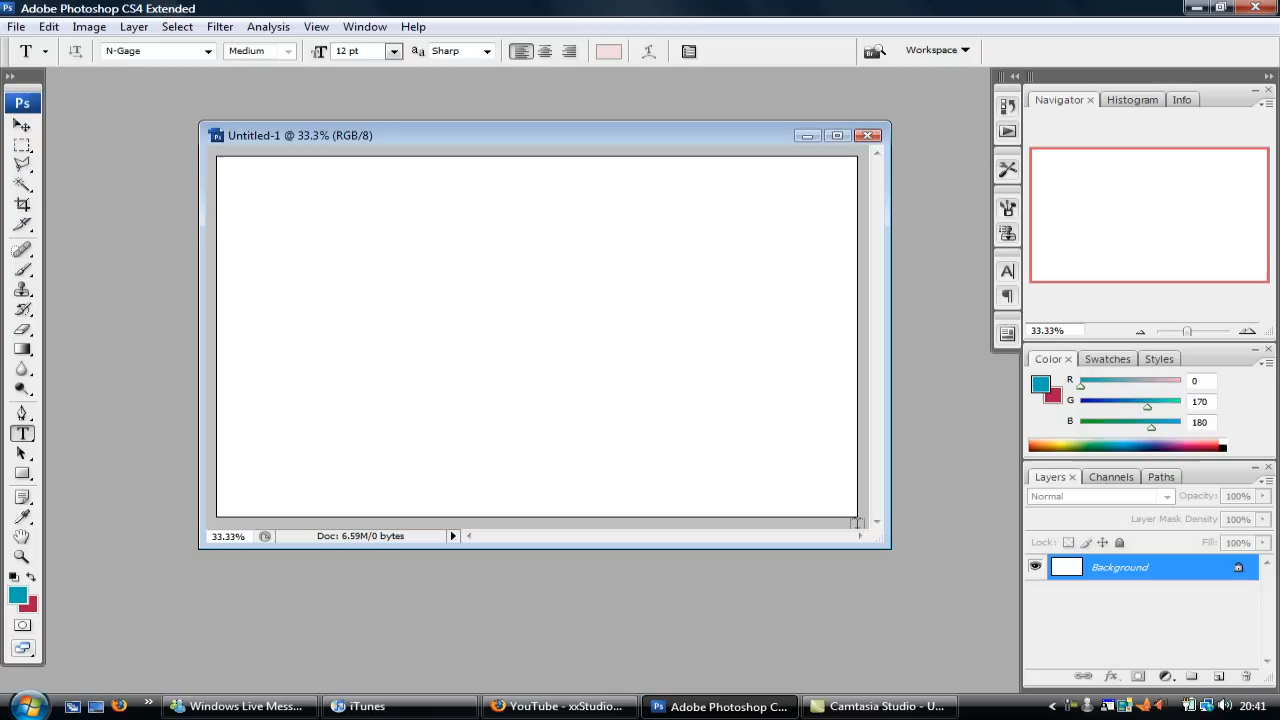 Ps Adobe Photoshop CS4 Extended
File Edit Image Layer Select Filter Analysis View Window Help
T N-Gage Medium 12 pt Sharp Workspace
Ps
Untitled-1 @ 33.3% (RGB/8)
33.33% Doc: 6.59M/0 bytes
Navigator Histogram Info
33.33%
Color Swatches Styles
R 0
G 170
B 180
Layers Channels Paths
Normal Opacity: 100%
Layer Mask Density 100%
Lock: Fill: 100%
Background
Windows Live Mess... iTunes YouTube - xxStudio... Adobe Photoshop C... Camtasia Studio - U... 20:41